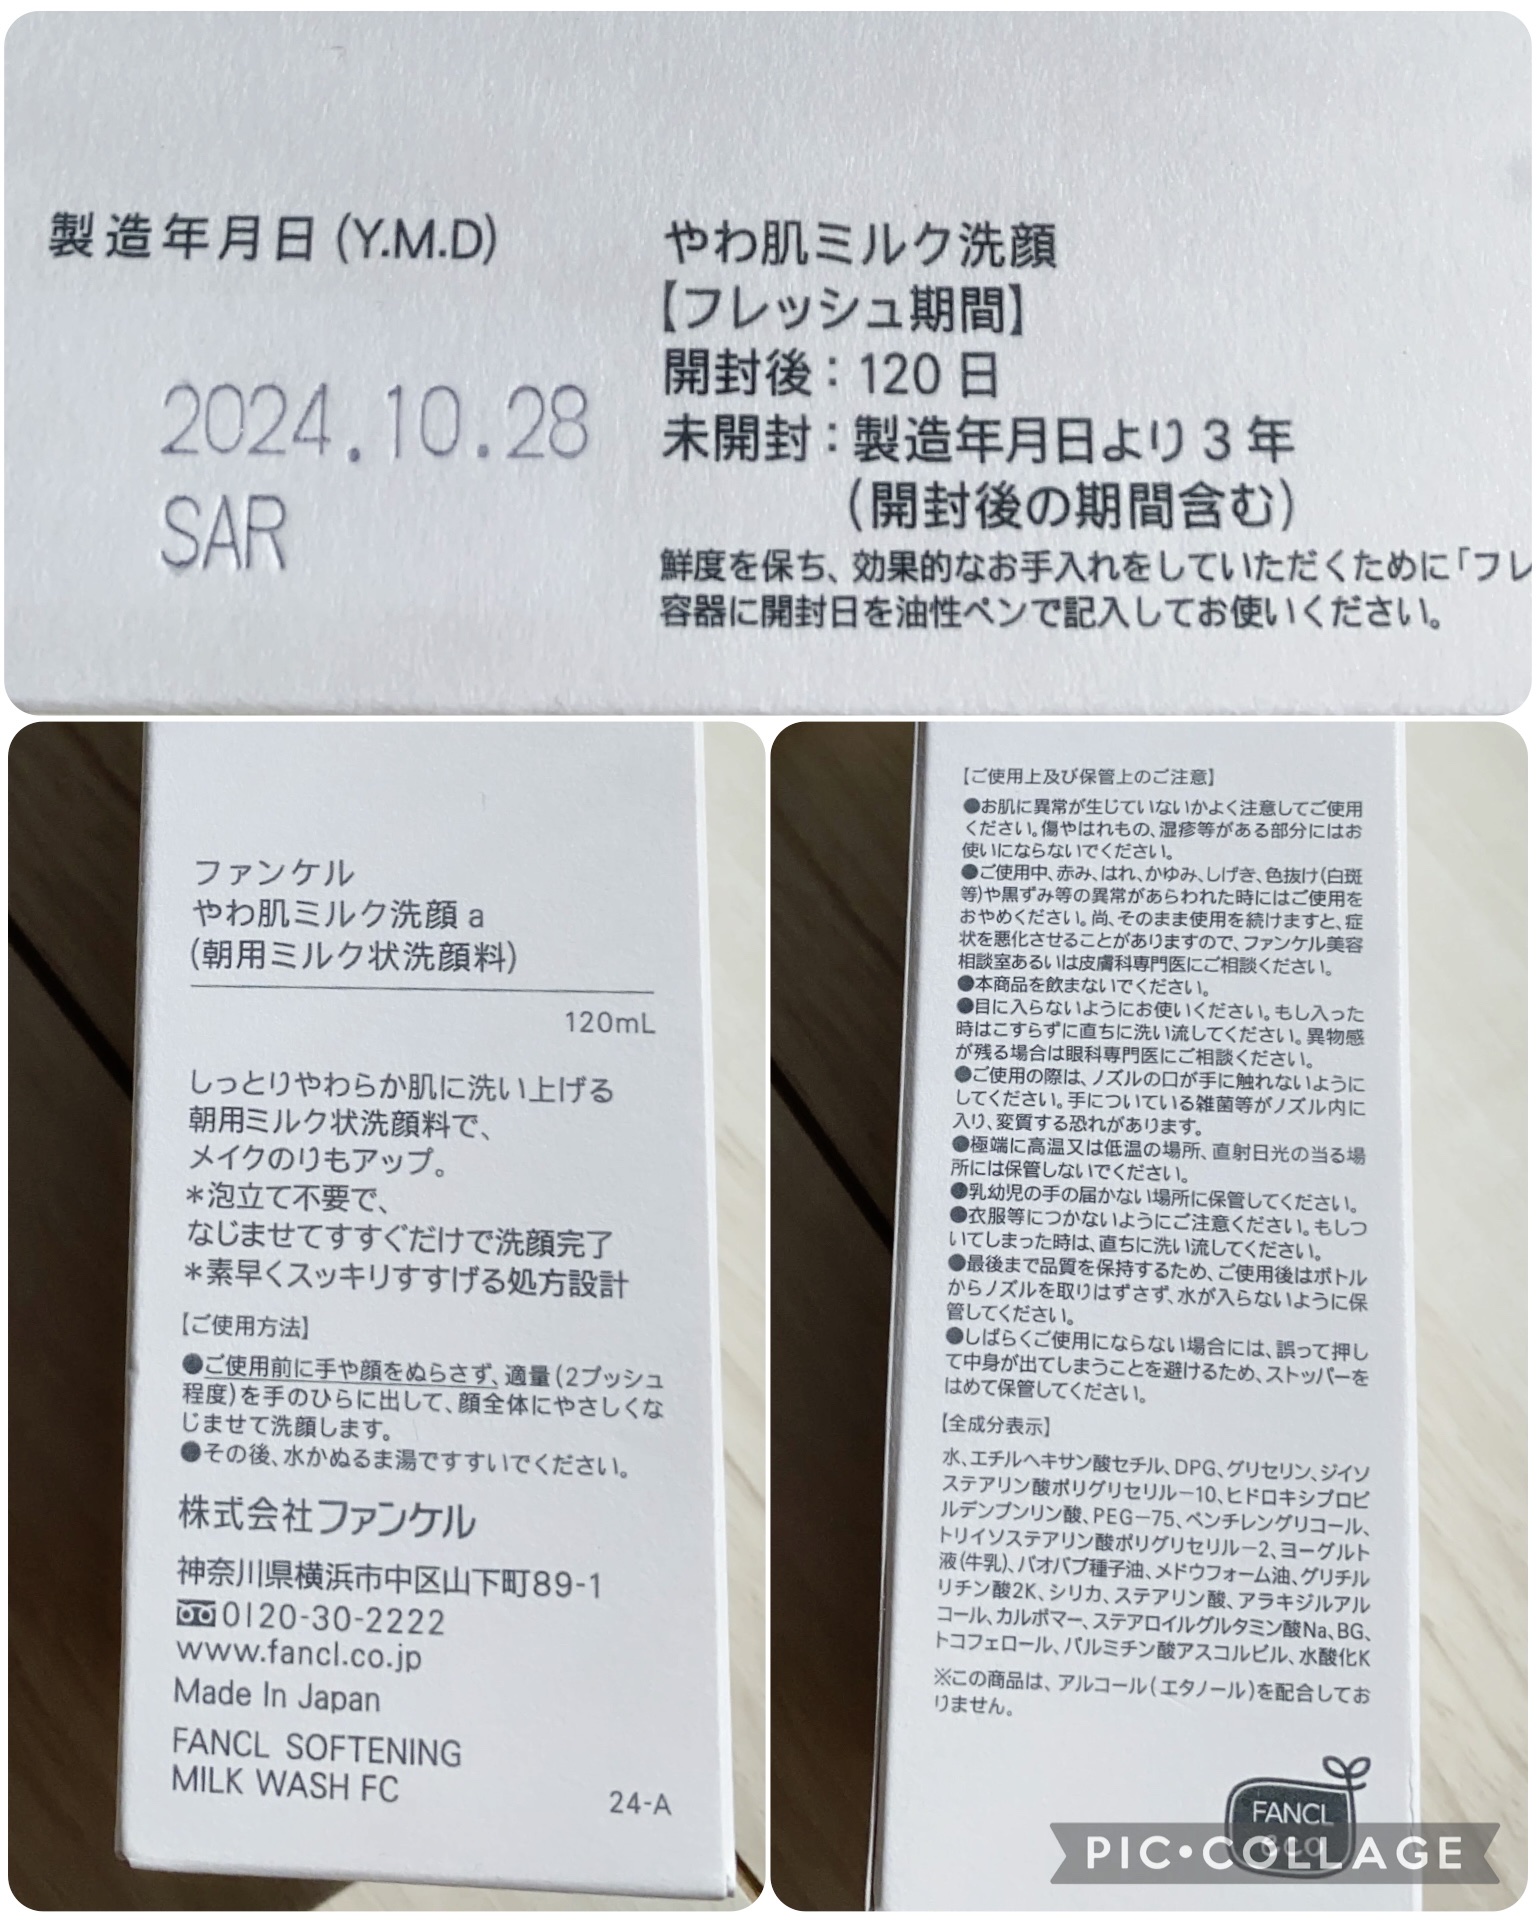 製造年月日(Y.M.D)
2024.10.28
SAR
やわ肌ミルク洗顔
【フレッシュ期間】
開封後：120日
未開封：製造年月日より3年
(開封後の期間含む)
鮮度を保ち、効果的なお手入れをしていただくために「フレ
容器に開封日を油性ペンで記入してお使いください。
ファンケル
やわ肌ミルク洗顔 a
(朝用ミルク状洗顔料)
120mL
しっとりやわらか肌に洗い上げる
朝用ミルク状洗顔料で、
メイクのりもアップ。
*泡立て不要で、
なじませてすすぐだけで洗顔完了
*素早くスッキリすすげる処方設計
【ご使用方法】
●ご使用前に手や顔をぬらさず、適量(2プッシュ
程度)を手のひらに出して、顔全体にやさしくな
じませて洗顔します。
●その後、水かぬるま湯ですすいでください。
株式会社ファンケル
神奈川県横浜市中区山下町89-1
0120-30-2222
www.fancl.co.jp
Made In Japan
FANCL SOFTENING
MILK WASH FC
24-A
【ご使用上及び保管上のご注意】
●お肌に異常が生じていないかよく注意してご使用
ください。傷やはれもの、湿疹等がある部分にはお
使いにならないでください。
●ご使用中、赤み、はれ、かゆみ、しげき、色抜け(白斑
等)や黒ずみ等の異常があらわれた時にはご使用を
おやめください。尚、そのまま使用を続けますと、症
状を悪化させることがありますので、ファンケル美容
相談室あるいは皮膚科専門医にご相談ください。
●本商品を飲まないでください。
●目に入らないようにお使いください。もし入った
時はこすらずに直ちに洗い流してください。異物感
が残る場合は眼科専門医にご相談ください。
●ご使用の際は、ノズルの口が手に触れないように
してください。手についている雑菌等がノズル内に
入り、変質する恐れがあります。
●極端に高温又は低温の場所、直射日光の当る場
所には保管しないでください。
●乳幼児の手の届かない場所に保管してください。
●衣服等につかないようにご注意ください。もしつ
いてしまった時は、直ちに洗い流してください。
●最後まで品質を保持するため、ご使用後はボトル
からノズルを取りはずさず、水が入らないように保
管してください。
●しばらくご使用にならない場合には、誤って押し
て中身が出てしまうことを避けるため、ストッパーを
はめて保管してください。
【全成分表示】
水、エチルヘキサン酸セチル、DPG、グリセリン、ジイソ
ステアリン酸ポリグリセリル－10、ヒドロキシプロピ
ルデンプンリン酸、PEG－75、ペンチレングリコール、
トリイソステアリン酸ポリグリセリル－2、ヨーグルト
液(牛乳)、バオバブ種子油、メドウフォーム油、グリチル
リチン酸2K、シリカ、ステアリン酸、アラキジルアル
コール、カルボマー、ステアロイルグルタミン酸Na、BG、
トコフェロール、パルミチン酸アスコルビル、水酸化K
※この商品は、アルコール(エタノール)を配合してお
りません。
FANCL
eco
PIC•COLLAGE